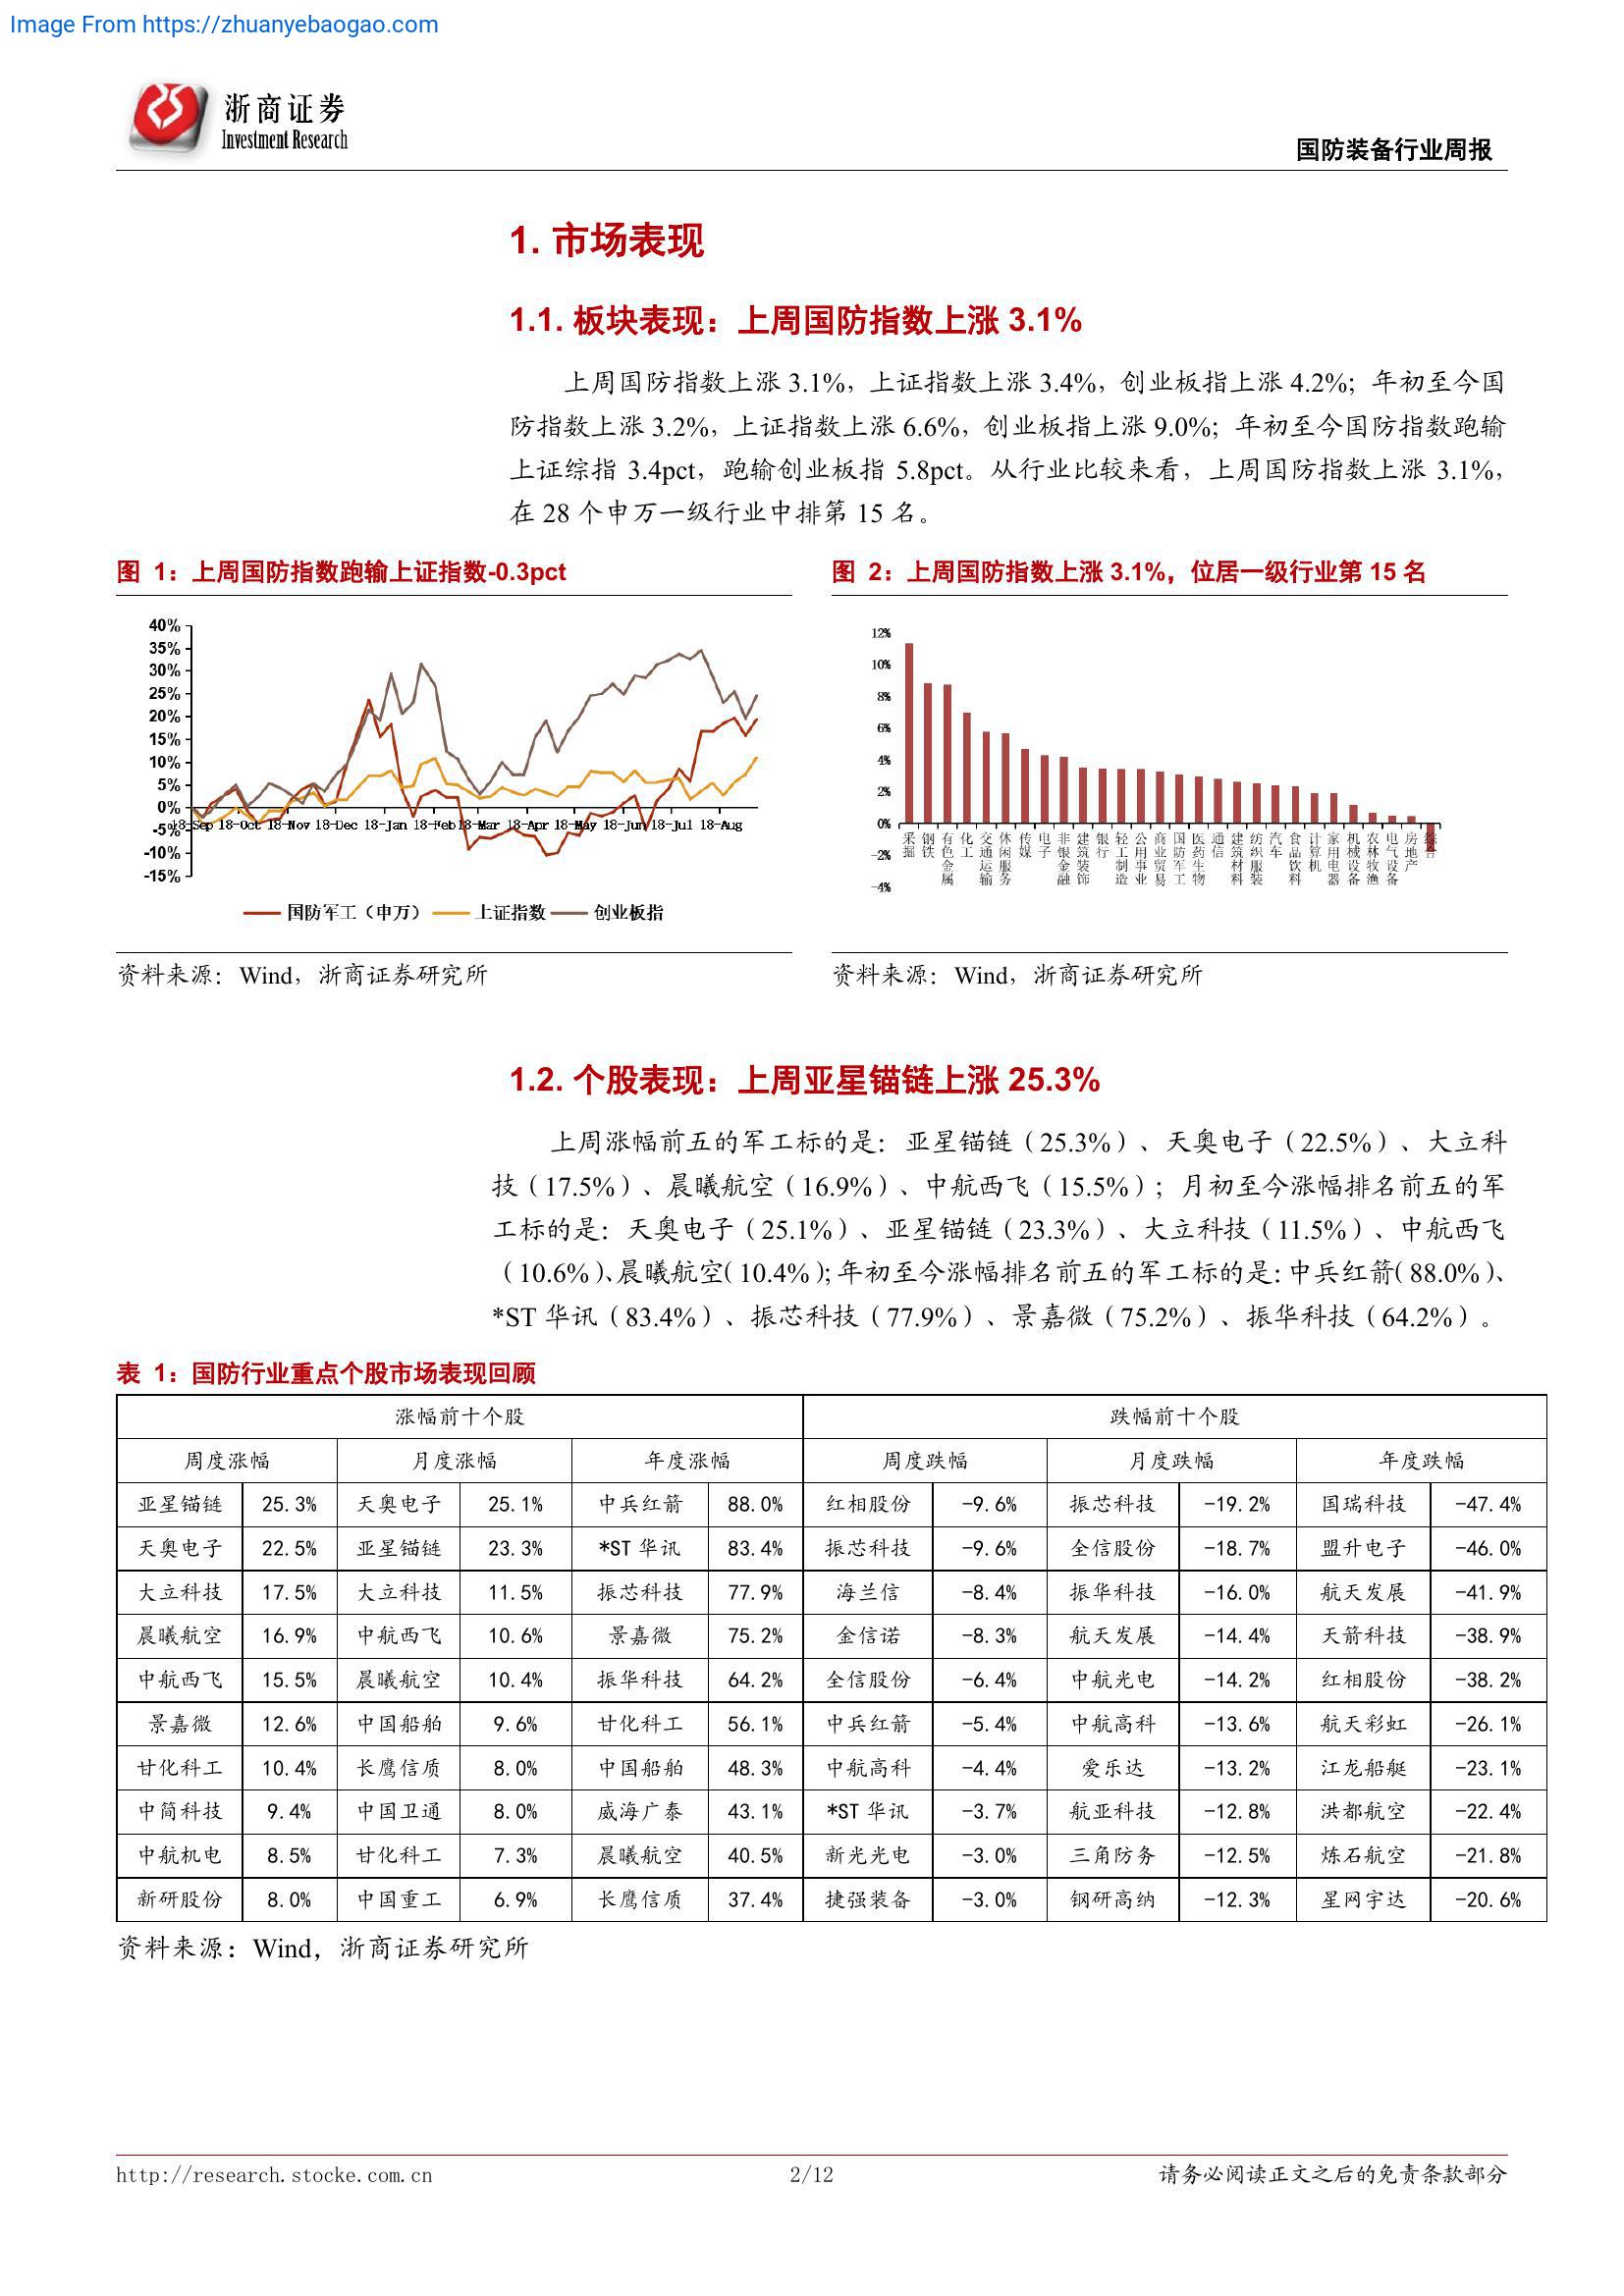 Image From https://zhuanyebaogao.com
浙商证券
Investment Research
国防装备行业周报
1. 市场表现
1.1. 板块表现：上周国防指数上涨 3.1%
上周国防指数上涨 3.1%，上证指数上涨 3.4%，创业板指上涨 4.2%；年初至今国
防指数上涨 3.2%，上证指数上涨 6.6%，创业板指上涨 9.0%；年初至今国防指数跑输
上证综指 3.4pct，跑输创业板指 5.8pct。从行业比较来看，上周国防指数上涨 3.1%，
在 28 个申万一级行业中排第 15 名。
图 1：上周国防指数跑输上证指数-0.3pct
40%
35%
30%
25%
20%
15%
10%
5%
0%
-5%
-10%
-15%
18-Sep 18-Oct 18-Nov 18-Dec 18-Jan 18-Feb 18-Mar 18-Apr 18-May 18-Jun 18-Jul 18-Aug
国防军工（申万） 上证指数 创业板指
资料来源：Wind，浙商证券研究所
图 2：上周国防指数上涨 3.1%，位居一级行业第 15 名
12%
10%
8%
6%
4%
2%
0%
-2%
-4%
采掘 钢铁 有色金属 化工 交通运输 休闲服务 传媒 电子 非银金融 建筑装饰 银行 轻工制造 公用事业 商业贸易 国防军工 医药生物 通信 建筑材料 纺织服装 汽车 食品饮料 计算机 家用电器 机械设备 农林牧渔 电气设备 房地产 综合
资料来源：Wind，浙商证券研究所
1.2. 个股表现：上周亚星锚链上涨 25.3%
上周涨幅前五的军工标的是：亚星锚链（25.3%）、天奥电子（22.5%）、大立科
技（17.5%）、晨曦航空（16.9%）、中航西飞（15.5%）；月初至今涨幅排名前五的军
工标的是：天奥电子（25.1%）、亚星锚链（23.3%）、大立科技（11.5%）、中航西飞
（10.6%）、晨曦航空（10.4%）；年初至今涨幅排名前五的军工标的是：中兵红箭（88.0%）、
*ST 华讯（83.4%）、振芯科技（77.9%）、景嘉微（75.2%）、振华科技（64.2%）。
表 1：国防行业重点个股市场表现回顾
涨幅前十个股 跌幅前十个股
周度涨幅 月度涨幅 年度涨幅 周度跌幅 月度跌幅 年度跌幅
亚星锚链 25.3% 天奥电子 25.1% 中兵红箭 88.0% 红相股份 -9.6% 振芯科技 -19.2% 国瑞科技 -47.4%
天奥电子 22.5% 亚星锚链 23.3% *ST 华讯 83.4% 振芯科技 -9.6% 全信股份 -18.7% 盟升电子 -46.0%
大立科技 17.5% 大立科技 11.5% 振芯科技 77.9% 海兰信 -8.4% 振华科技 -16.0% 航天发展 -41.9%
晨曦航空 16.9% 中航西飞 10.6% 景嘉微 75.2% 金信诺 -8.3% 航天发展 -14.4% 天箭科技 -38.9%
中航西飞 15.5% 晨曦航空 10.4% 振华科技 64.2% 全信股份 -6.4% 中航光电 -14.2% 红相股份 -38.2%
景嘉微 12.6% 中国船舶 9.6% 甘化科工 56.1% 中兵红箭 -5.4% 中航高科 -13.6% 航天彩虹 -26.1%
甘化科工 10.4% 长鹰信质 8.0% 中国船舶 48.3% 中航高科 -4.4% 爱乐达 -13.2% 江龙船艇 -23.1%
中简科技 9.4% 中国卫通 8.0% 威海广泰 43.1% *ST 华讯 -3.7% 航亚科技 -12.8% 洪都航空 -22.4%
中航机电 8.5% 甘化科工 7.3% 晨曦航空 40.5% 新光光电 -3.0% 三角防务 -12.5% 炼石航空 -21.8%
新研股份 8.0% 中国重工 6.9% 长鹰信质 37.4% 捷强装备 -3.0% 钢研高纳 -12.3% 星网宇达 -20.6%
资料来源：Wind，浙商证券研究所
http://research.stocke.com.cn 2/12 请务必阅读正文之后的免责条款部分